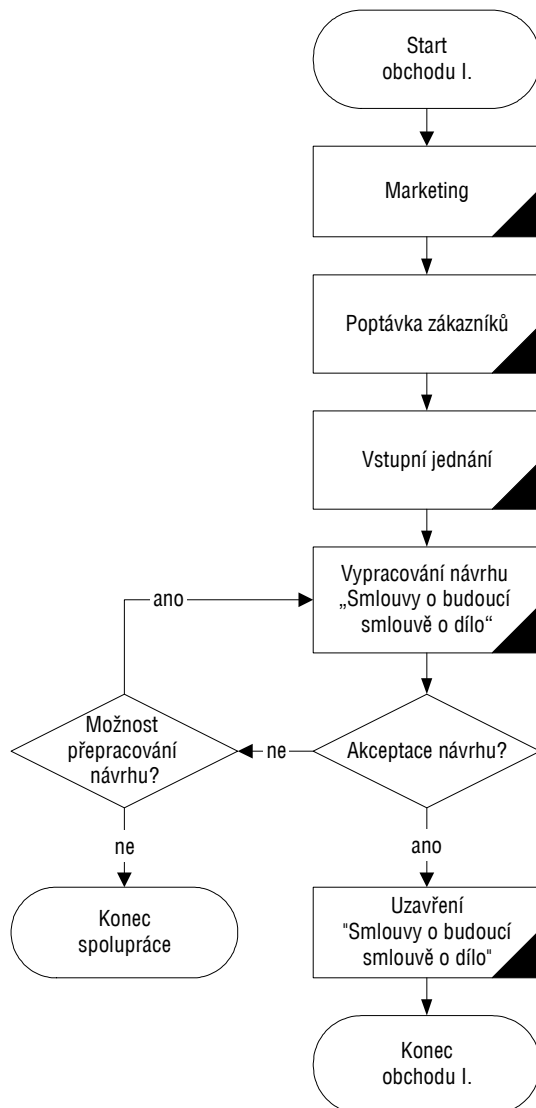 Start
obchodu I.
Marketing
Poptávka zákazníků
Vstupní jednání
Vypracování návrhu
„Smlouvy o budoucí
smlouvě o dílo“
ano
Možnost
přepracování
návrhu?
ne
Akceptace návrhu?
ne
ano
Konec
spolupráce
Uzavření
"Smlouvy o budoucí
smlouvě o dílo"
Konec
obchodu I.